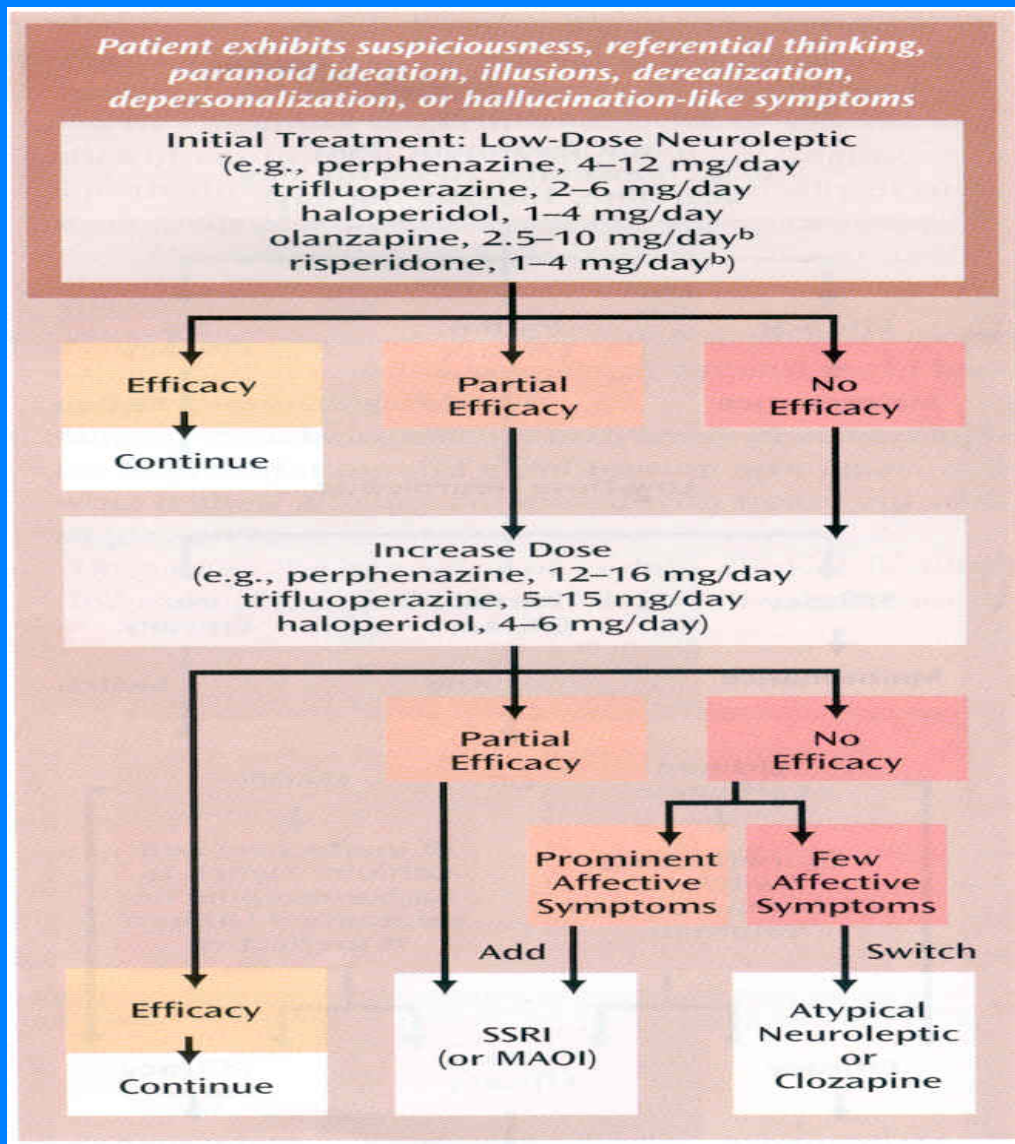 Patient exhibits suspiciousness, referential thinking,
paranoid ideation, illusions, derealization,
depersonalization, or hallucination-like symptoms
Initial Treatment: Low-Dose Neuroleptic
(e.g., perphenazine, 4–12 mg/day
trifluoperazine, 2–6 mg/day
haloperidol, 1–4 mg/day
olanzapine, 2.5–10 mg/dayᵇ
risperidone, 1–4 mg/dayᵇ)
Efficacy
Continue
Partial
Efficacy
No
Efficacy
Increase Dose
(e.g., perphenazine, 12–16 mg/day
trifluoperazine, 5–15 mg/day
haloperidol, 4–6 mg/day)
Partial
Efficacy
No
Efficacy
Prominent
Affective
Symptoms
Few
Affective
Symptoms
Add
Switch
Efficacy
Continue
SSRI
(or MAOI)
Atypical
Neuroleptic
or
Clozapine